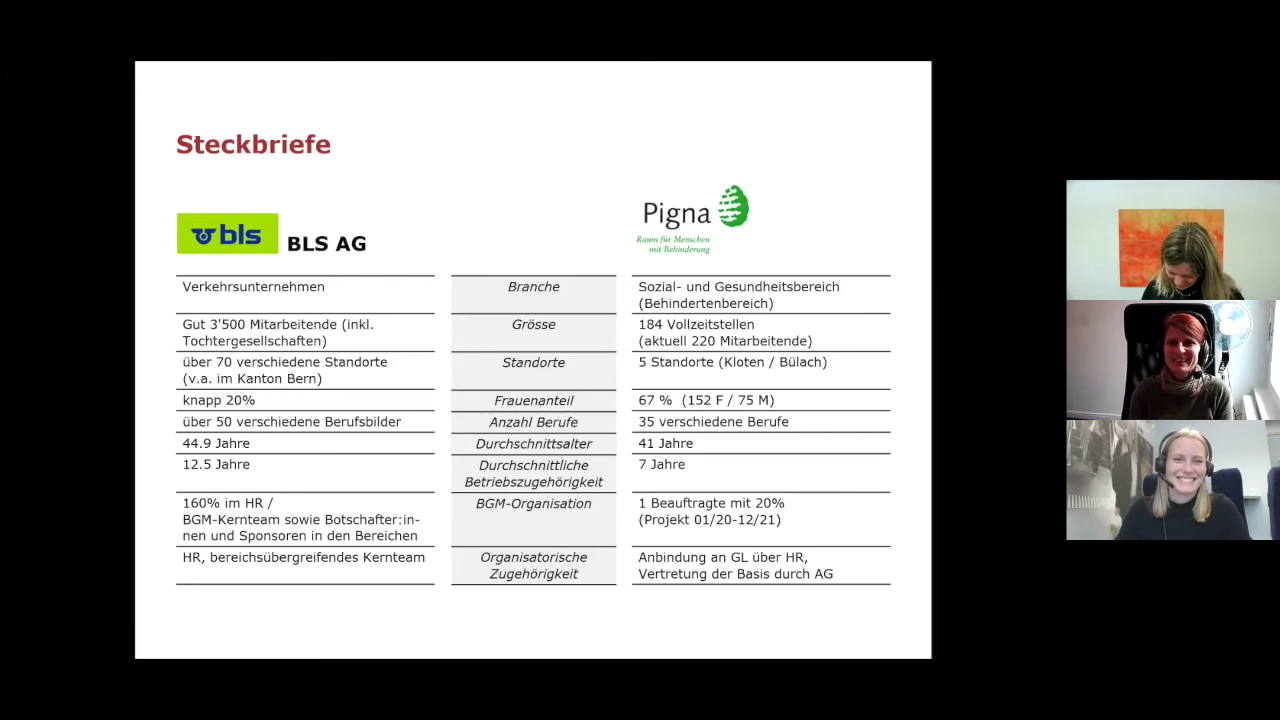 Steckbriefe
bls
BLS AG
Pigna
Raum für Menschen
mit Behinderung
Verkehrsunternehmen
Branche
Sozial- und Gesundheitsbereich
(Behindertenbereich)
Gut 3'500 Mitarbeitende (inkl.
Tochtergesellschaften)
Grösse
184 Vollzeitstellen
(aktuell 220 Mitarbeitende)
über 70 verschiedene Standorte
(v.a. im Kanton Bern)
Standorte
5 Standorte (Kloten / Bülach)
knapp 20%
Frauenanteil
67 % (152 F / 75 M)
über 50 verschiedene Berufsbilder
Anzahl Berufe
35 verschiedene Berufe
44.9 Jahre
Durchschnittsalter
41 Jahre
12.5 Jahre
Durchschnittliche
Betriebszugehörigkeit
7 Jahre
160% im HR /
BGM-Kernteam sowie Botschafter:in-
nen und Sponsoren in den Bereichen
BGM-Organisation
1 Beauftragte mit 20%
(Projekt 01/20-12/21)
HR, bereichsübergreifendes Kernteam
Organisatorische
Zugehörigkeit
Anbindung an GL über HR,
Vertretung der Basis durch AG